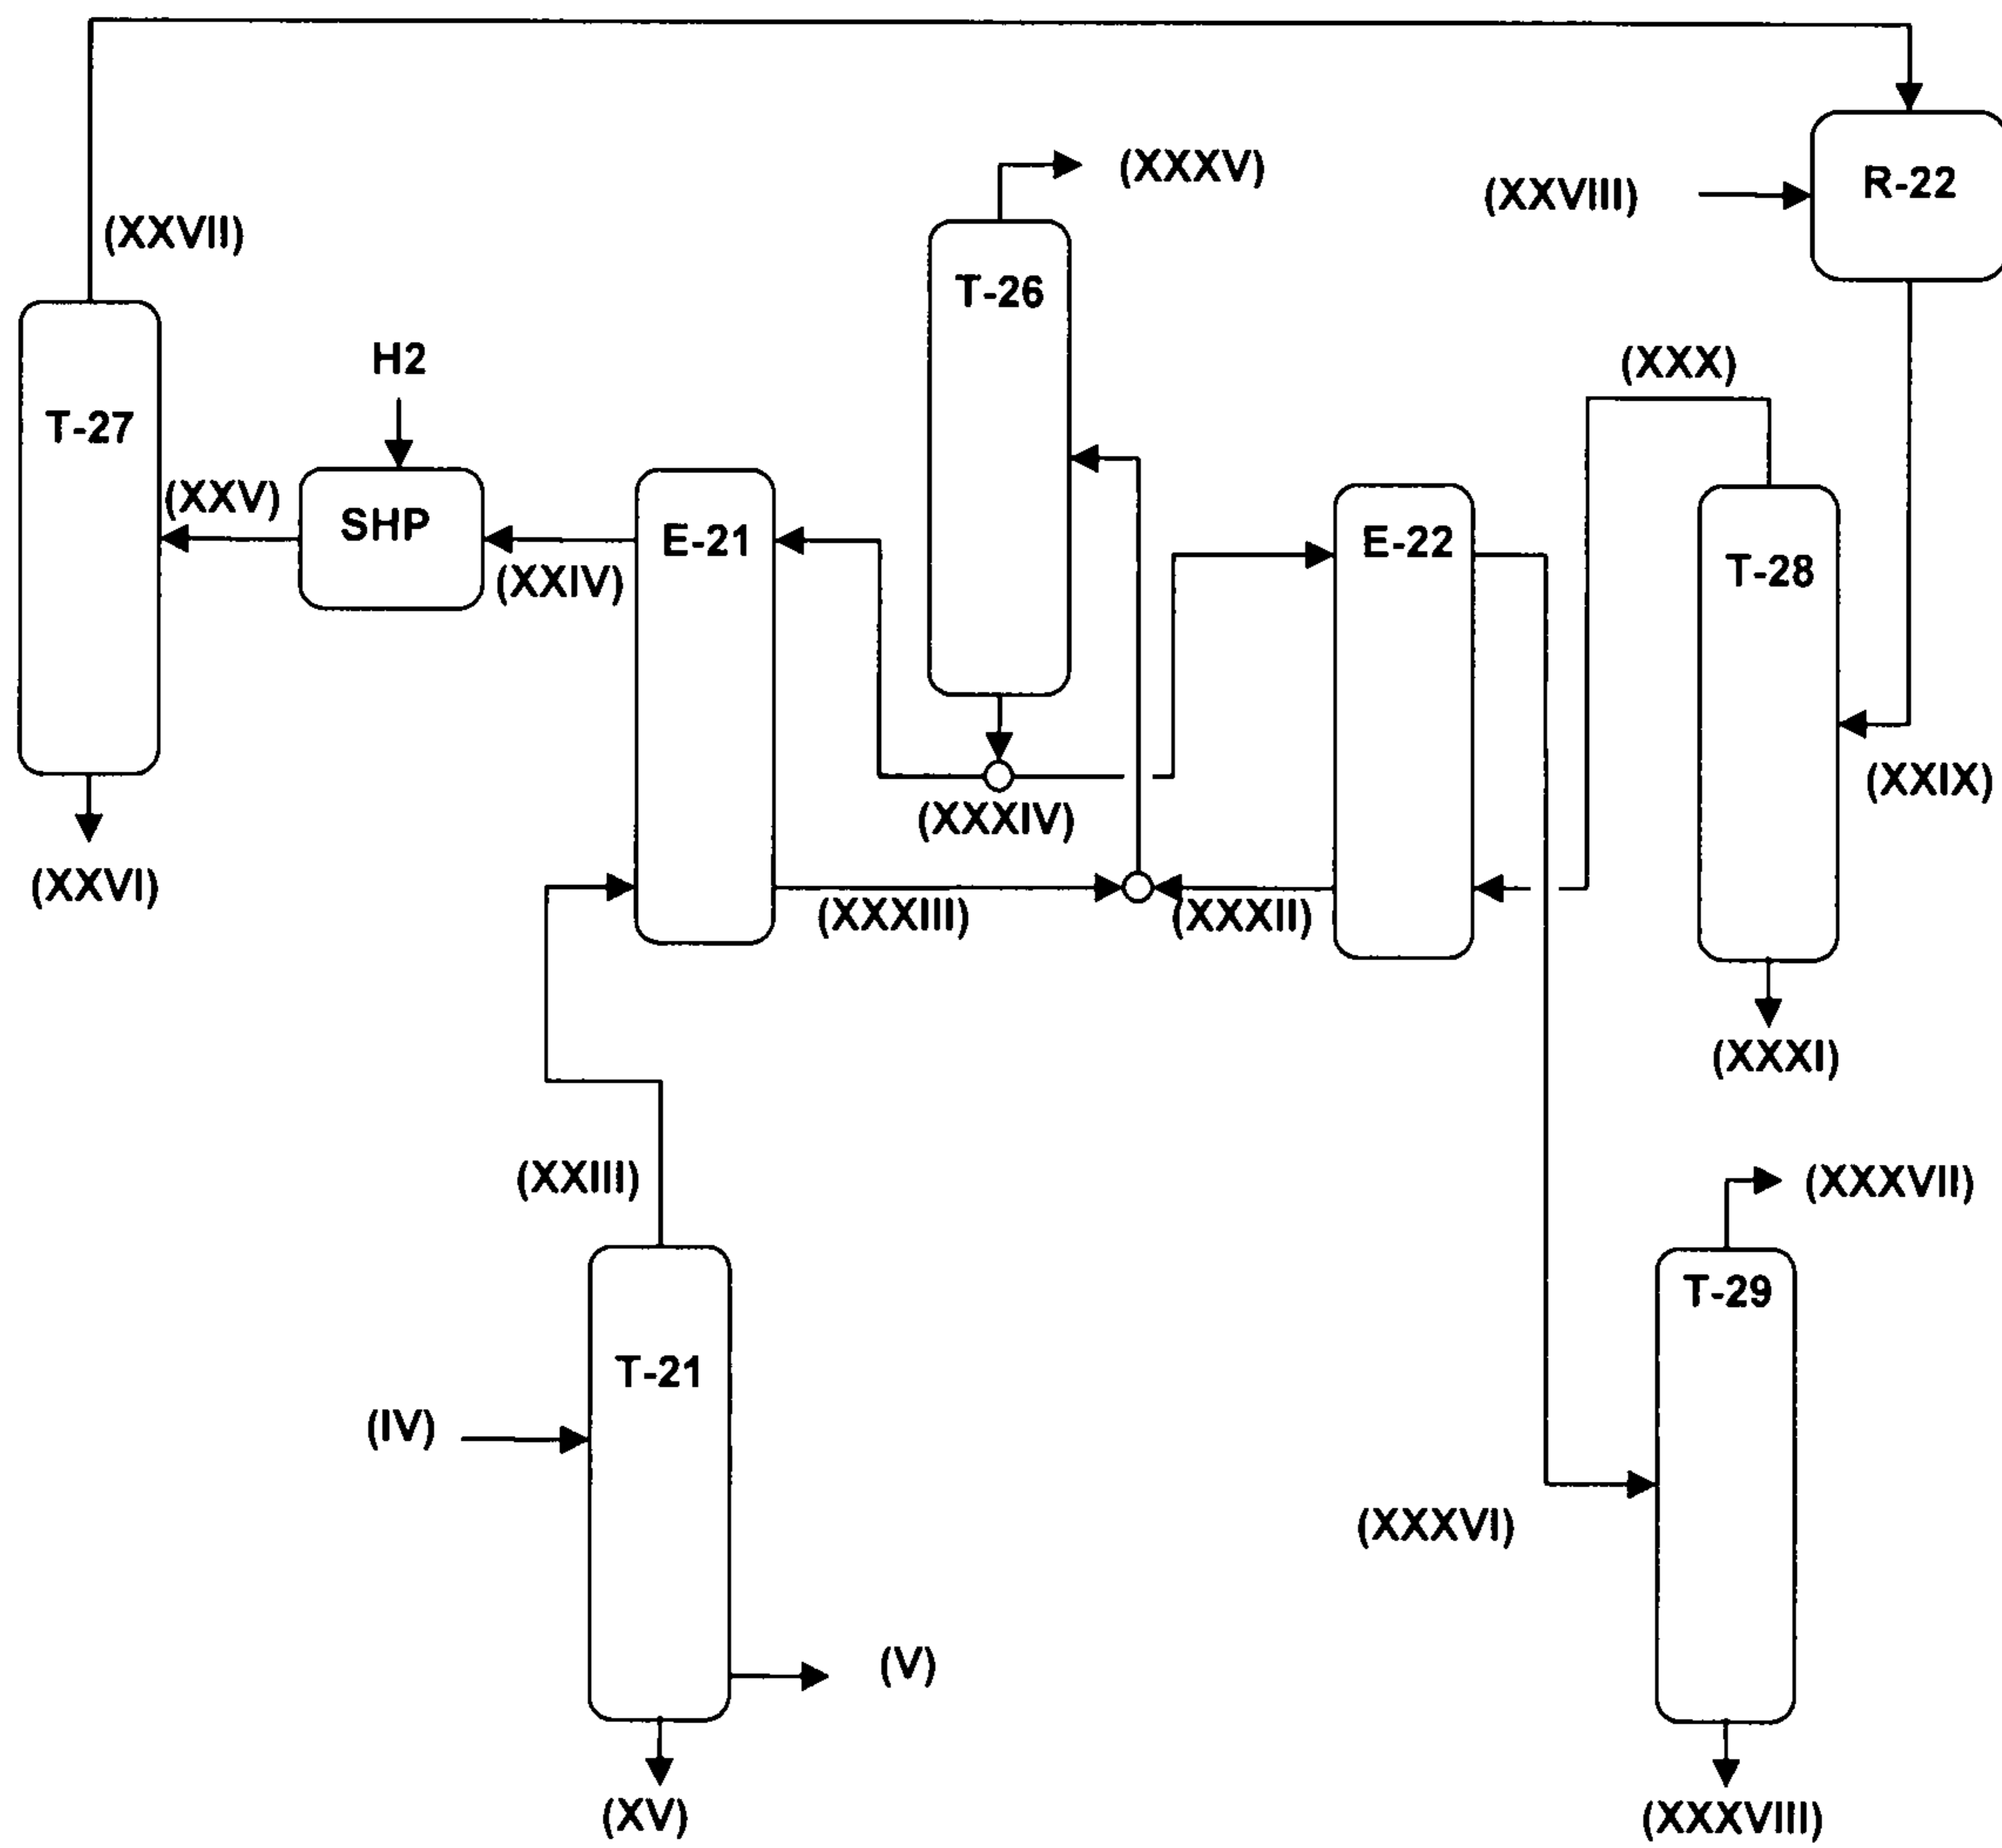 (XXXV)
R-22
(XXVIII)
(XXVII)
T-26
H2
(XXX)
T-27
(XXV)
SHP
E-21
E-22
T-28
(XXIV)
(XXIX)
(XXXIV)
(XXVI)
(XXXIII)
(XXXII)
(XXXI)
(XXIII)
(XXXVII)
T-29
T-21
(IV)
(XXXVI)
(V)
(XV)
(XXXVIII)